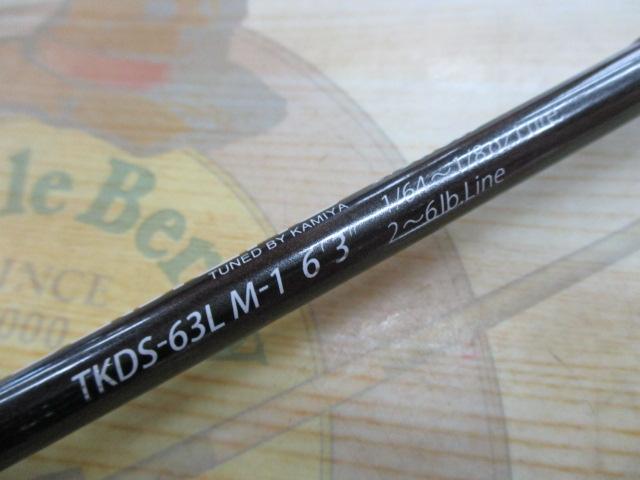 TUNED BY KAMIYA
TKDS-63L M-1 6'3"
1/64~1/8oz.Lure
2~6lb.Line
le Ber
INCE
000